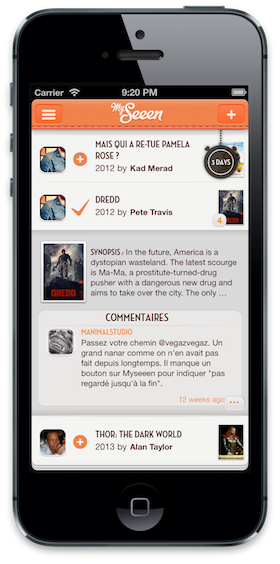 Carrier 9:20 PM
My Seeen
MAIS QUI A RE-TUE PAMELA
ROSE ?
2012 by Kad Merad
3 DAYS
DREDD
2012 by Pete Travis
4
SYNOPSIS : In the future, America is a
dystopian wasteland. The latest scourge
is Ma-Ma, a prostitute-turned-drug
pusher with a dangerous new drug and
aims to take over the city. The only ...
DREDD
COMMENTAIRES
MANIMALSTUDIO
Passez votre chemin @vegazvegaz. Un
grand nanar comme on n'en avait pas
fait depuis longtemps. Il manque un
bouton sur Myseeen pour indiquer "pas
regardé jusqu'à la fin".
12 weeks ago
THOR: THE DARK WORLD
2013 by Alan Taylor